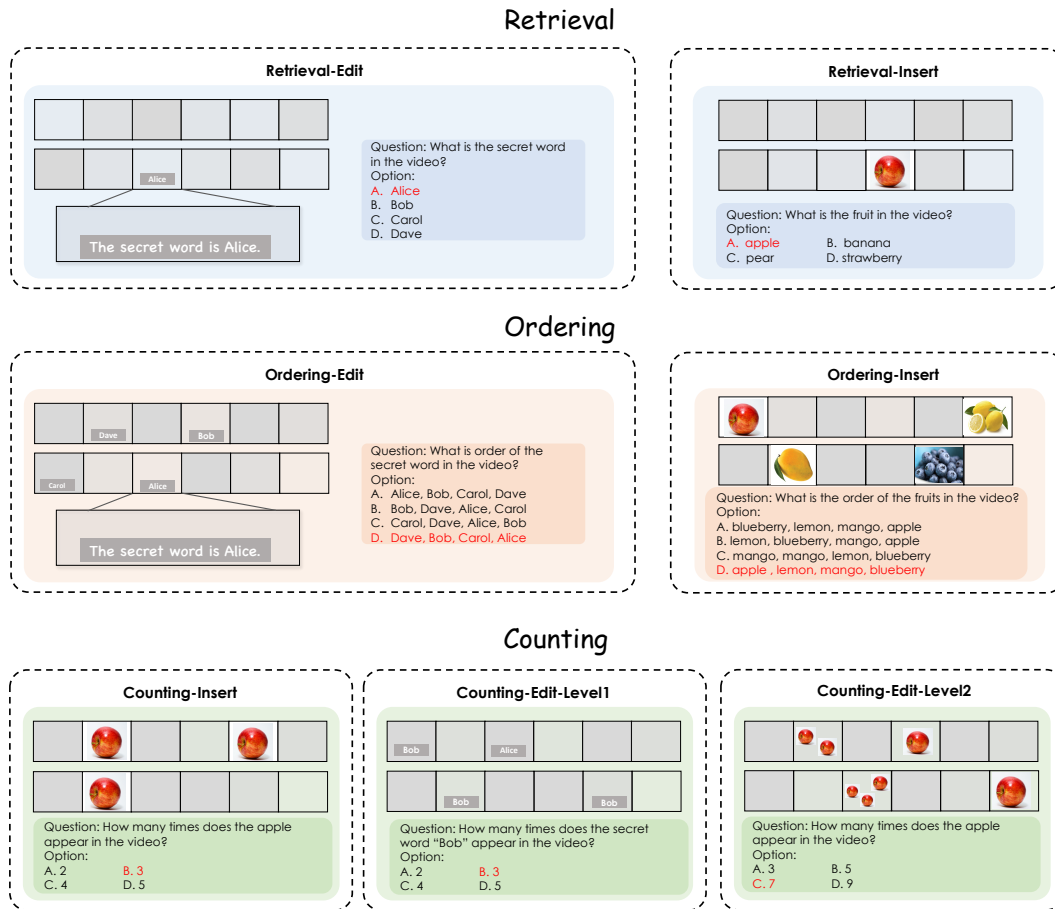 Retrieval
Retrieval-Edit
Alice
The secret word is Alice.
Question: What is the secret word
in the video?
Option:
A. Alice
B. Bob
C. Carol
D. Dave
Retrieval-Insert
Question: What is the fruit in the video?
Option:
A. apple B. banana
C. pear D. strawberry
Ordering
Ordering-Edit
Dave Bob
Carol Alice
The secret word is Alice.
Question: What is order of the
secret word in the video?
Option:
A. Alice, Bob, Carol, Dave
B. Bob, Dave, Alice, Carol
C. Carol, Dave, Alice, Bob
D. Dave, Bob, Carol, Alice
Ordering-Insert
Question: What is the order of the fruits in the video?
Option:
A. blueberry, lemon, mango, apple
B. lemon, blueberry, mango, apple
C. mango, mango, lemon, blueberry
D. apple , lemon, mango, blueberry
Counting
Counting-Insert
Question: How many times does the apple
appear in the video?
Option:
A. 2 B. 3
C. 4 D. 5
Counting-Edit-Level1
Bob Alice
Bob Bob
Question: How many times does the secret
word “Bob” appear in the video?
Option:
A. 2 B. 3
C. 4 D. 5
Counting-Edit-Level2
Question: How many times does the apple
appear in the video?
Option:
A. 3 B. 5
C. 7 D. 9